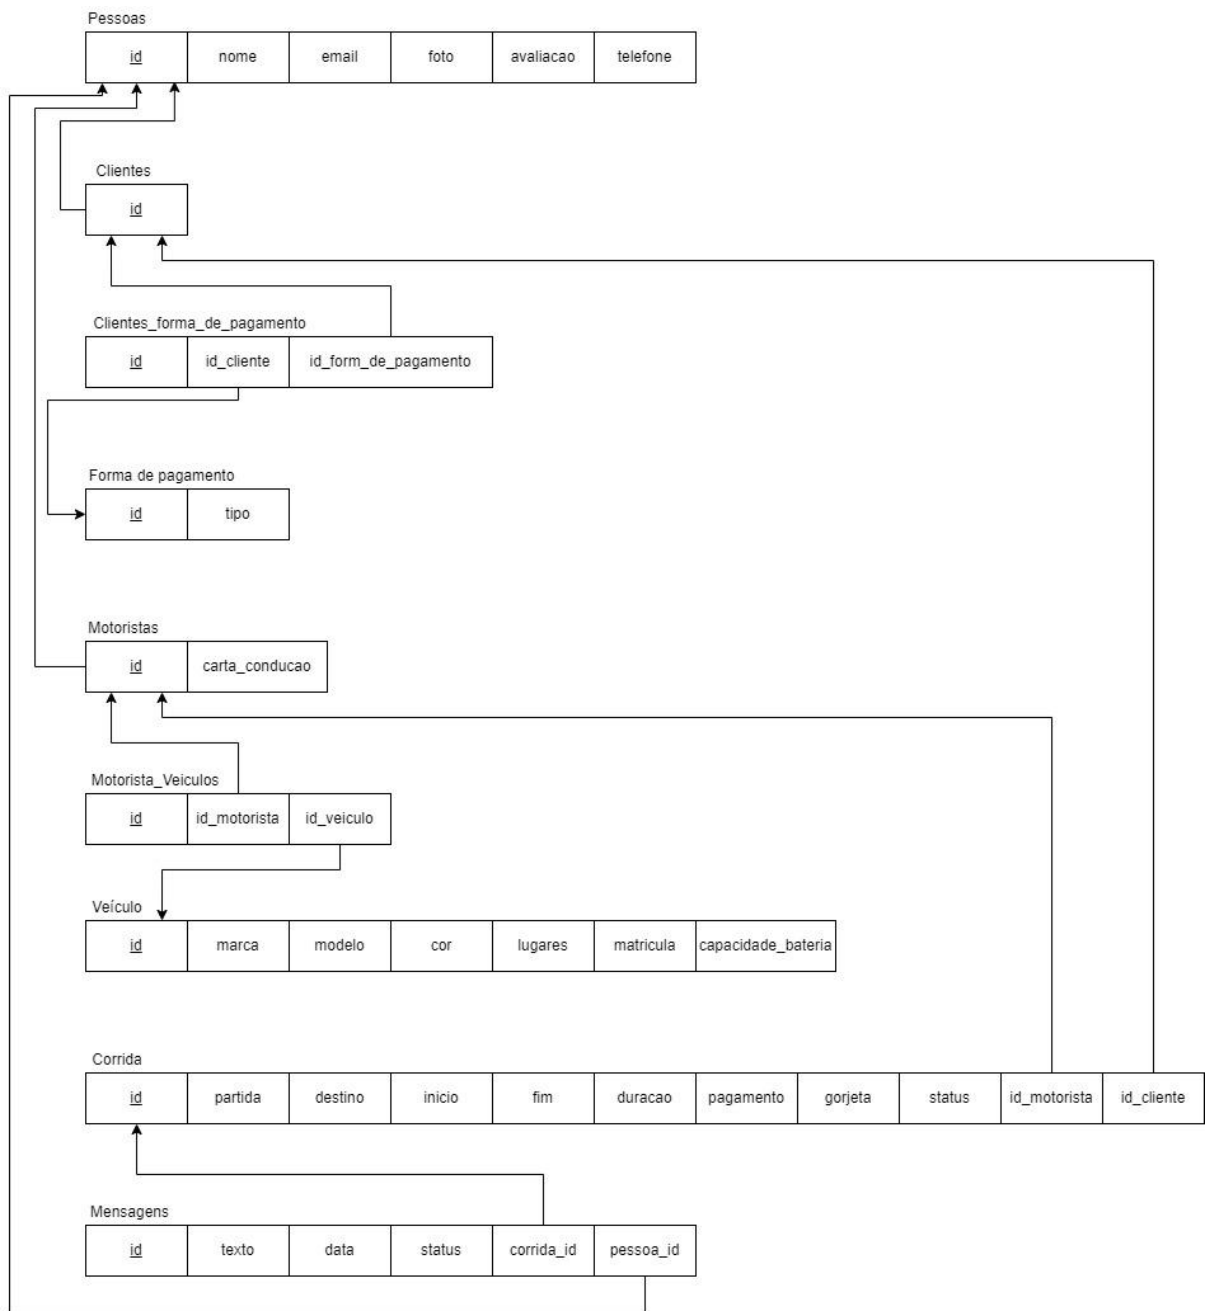 Pessoas
id nome email foto avaliacao telefone
Clientes
id
Clientes_forma_de_pagamento
id id_cliente id_form_de_pagamento
Forma de pagamento
id tipo
Motoristas
id carta_conducao
Motorista_Veiculos
id id_motorista id_veiculo
Veículo
id marca modelo cor lugares matricula capacidade_bateria
Corrida
id partida destino inicio fim duracao pagamento gorjeta status id_motorista id_cliente
Mensagens
id texto data status corrida_id pessoa_id